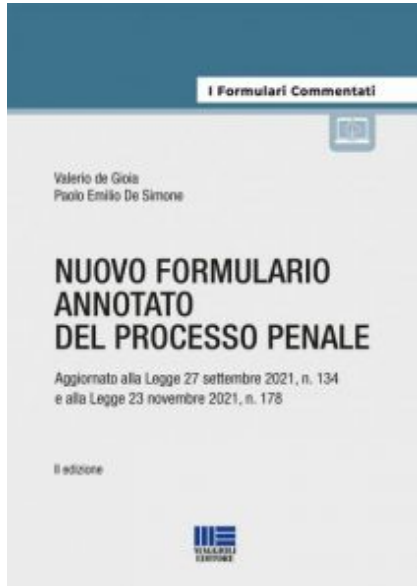 I Formulari Commentati
Valerio de Gioia
Paolo Emilio De Simone
NUOVO FORMULARIO
ANNOTATO
DEL PROCESSO PENALE
Aggiornato alla Legge 27 settembre 2021, n. 134
e alla Legge 23 novembre 2021, n. 178
II edizione
MAGGIOLI
EDITORE